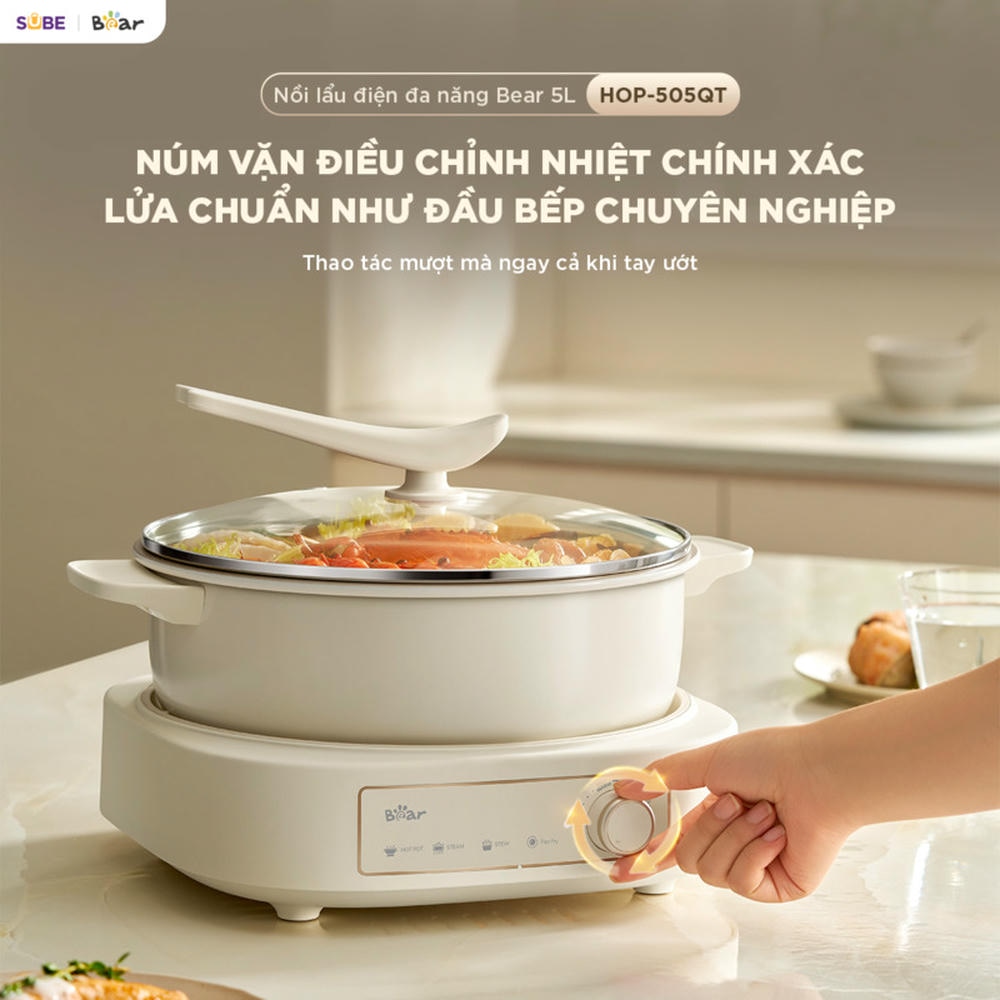 SUBE Bear
Nồi lẩu điện đa năng Bear 5L HOP-505QT
NÚM VẶN ĐIỀU CHỈNH NHIỆT CHÍNH XÁC
LỬA CHUẨN NHƯ ĐẦU BẾP CHUYÊN NGHIỆP
Thao tác mượt mà ngay cả khi tay ướt
Bear
HOT POT STEAM STEW Pan Fry